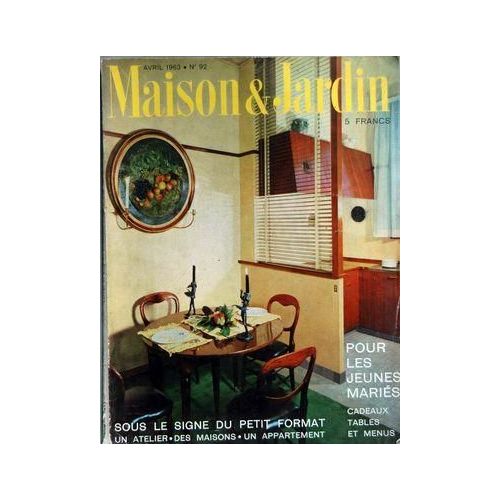 AVRIL 1963 • N° 92
Maison & Jardin
5 FRANCS
POUR
LES
JEUNES
MARIÉS
CADEAUX
TABLES
ET MENUS
SOUS LE SIGNE DU PETIT FORMAT
UN ATELIER • DES MAISONS • UN APPARTEMENT